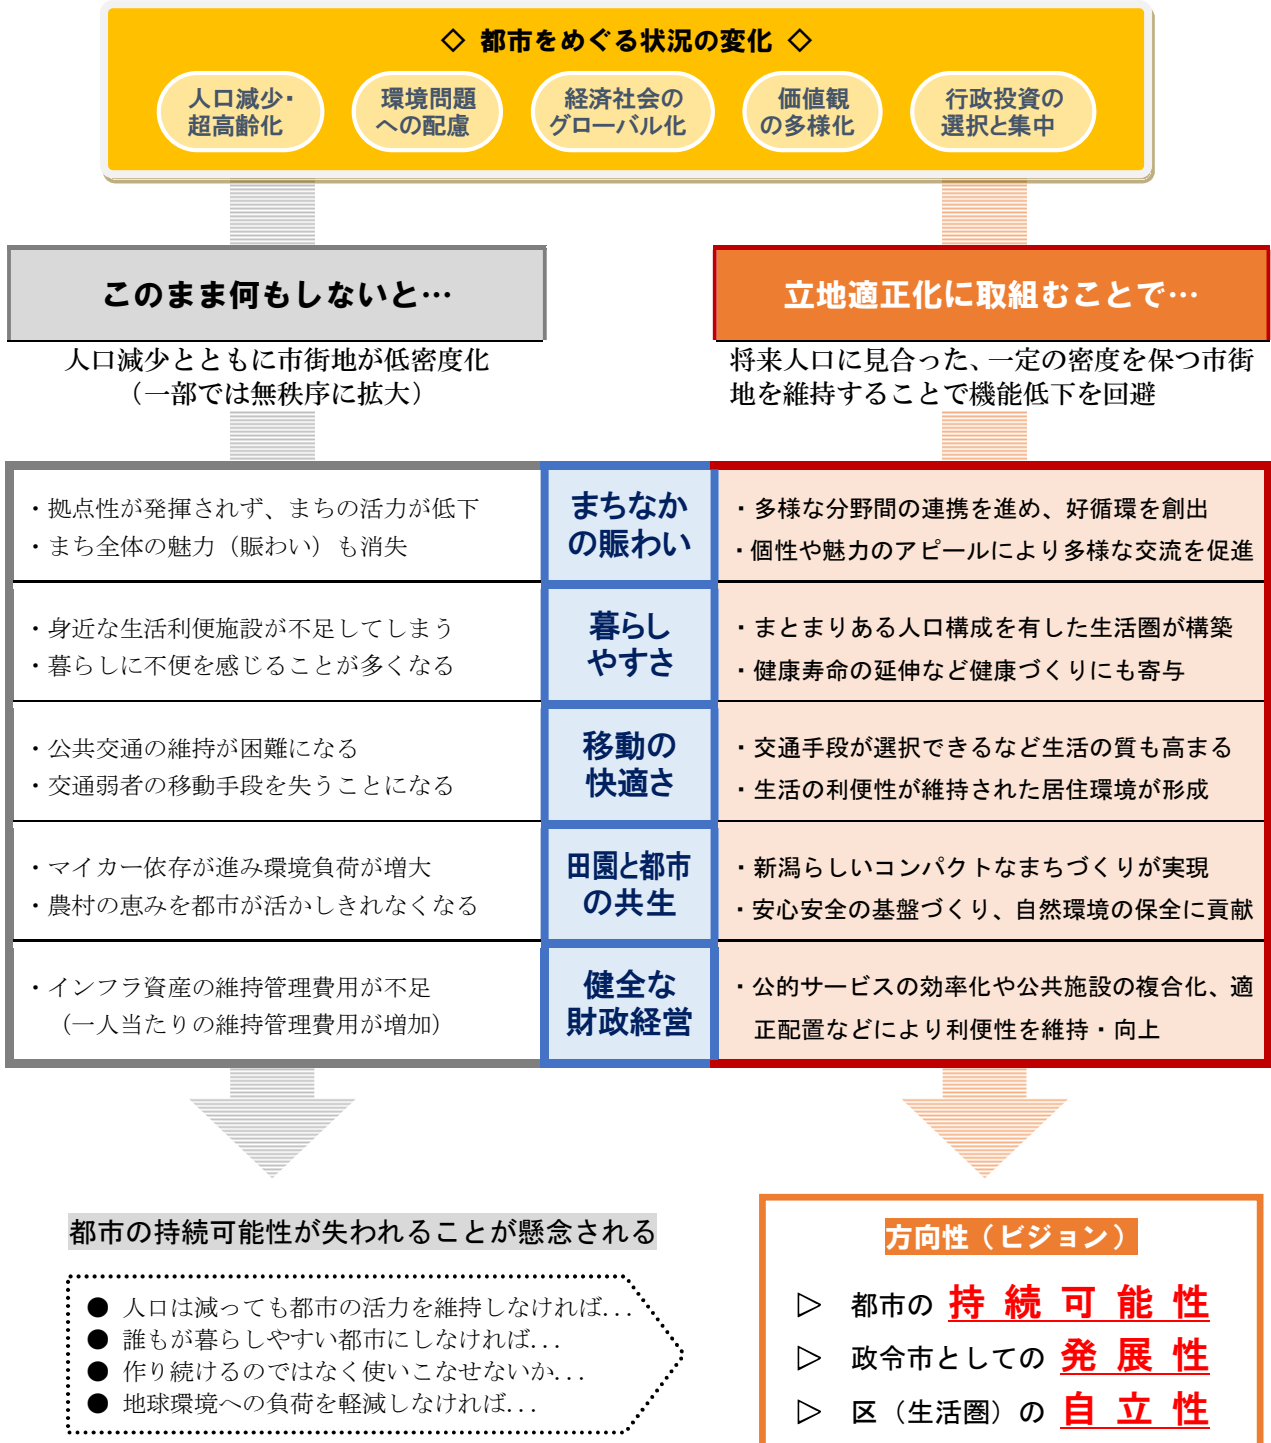 ◇ 都市をめぐる状況の変化 ◇
人口減少・
超高齢化
環境問題
への配慮
経済社会の
グローバル化
価値観
の多様化
行政投資の
選択と集中
このまま何もしないと…
人口減少とともに市街地が低密度化
（一部では無秩序に拡大）
立地適正化に取組むことで…
将来人口に見合った、一定の密度を保つ市街
地を維持することで機能低下を回避
・拠点性が発揮されず、まちの活力が低下
・まち全体の魅力（賑わい）も消失
まちなか
の賑わい
・多様な分野間の連携を進め、好循環を創出
・個性や魅力のアピールにより多様な交流を促進
・身近な生活利便施設が不足してしまう
・暮らしに不便を感じることが多くなる
暮らし
やすさ
・まとまりある人口構成を有した生活圏が構築
・健康寿命の延伸など健康づくりにも寄与
・公共交通の維持が困難になる
・交通弱者の移動手段を失うことになる
移動の
快適さ
・交通手段が選択できるなど生活の質も高まる
・生活の利便性が維持された居住環境が形成
・マイカー依存が進み環境負荷が増大
・農村の恵みを都市が活かしきれなくなる
田園と都市
の共生
・新潟らしいコンパクトなまちづくりが実現
・安心安全の基盤づくり、自然環境の保全に貢献
・インフラ資産の維持管理費用が不足
（一人当たりの維持管理費用が増加）
健全な
財政経営
・公的サービスの効率化や公共施設の複合化、適
正配置などにより利便性を維持・向上
都市の持続可能性が失われることが懸念される
● 人口は減っても都市の活力を維持しなければ...
● 誰もが暮らしやすい都市にしなければ...
● 作り続けるのではなく使いこなせないか...
● 地球環境への負荷を軽減しなければ...
方向性（ビジョン）
▷ 都市の 持続可能性
▷ 政令市としての 発展性
▷ 区（生活圏）の 自立性